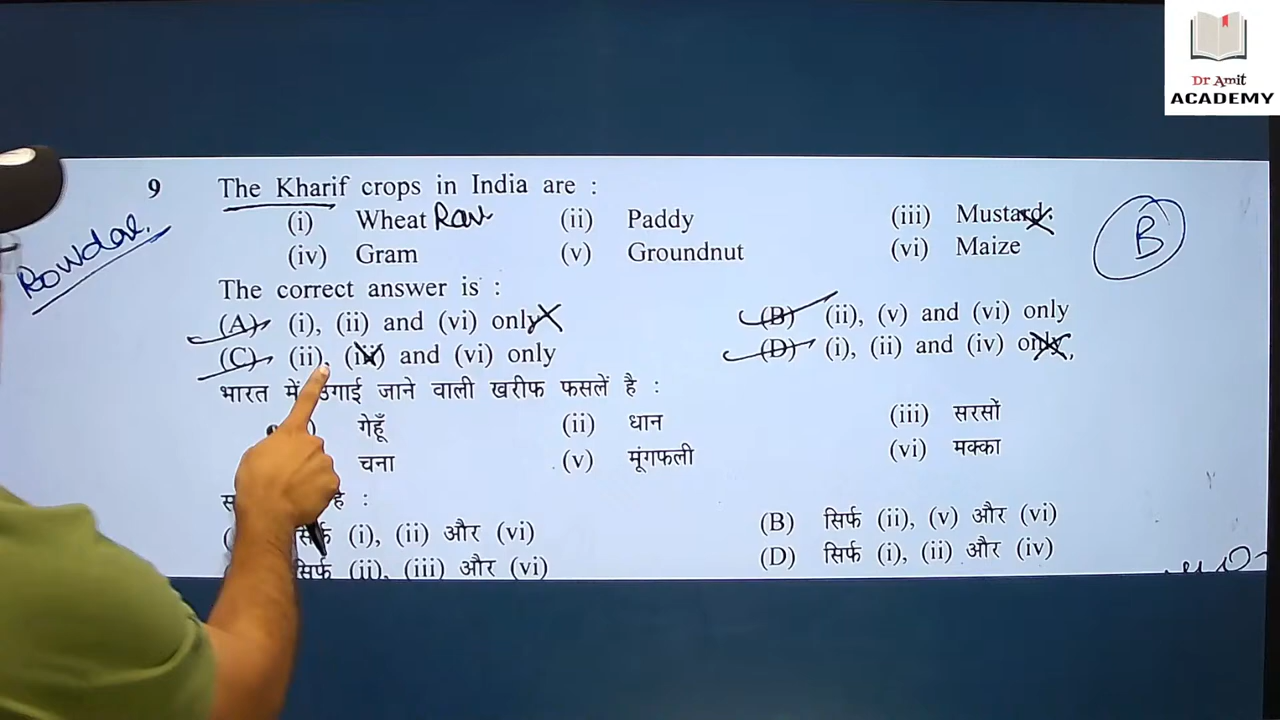 Dr Amit
ACADEMY
9 The Kharif crops in India are :
(i) Wheat (ii) Paddy (iii) Mustard
(iv) Gram (v) Groundnut (vi) Maize
The correct answer is :
(A) (i), (ii) and (vi) only (B) (ii), (v) and (vi) only
(C) (ii), (iii) and (vi) only (D) (i), (ii) and (iv) only
भारत में उगाई जाने वाली खरीफ फसलें है :
गेहूँ (ii) धान (iii) सरसों
चना (v) मूंगफली (vi) मक्का
है :
सिर्फ (i), (ii) और (vi) (B) सिर्फ (ii), (v) और (vi)
सिर्फ (ii), (iii) और (vi) (D) सिर्फ (i), (ii) और (iv)
B